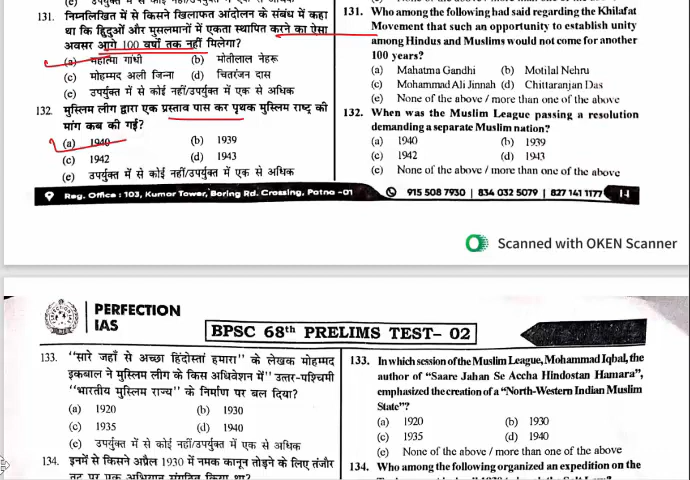 131. निम्नलिखित में से किसने खिलाफत आंदोलन के संबंध में कहा
था कि हिंदुओं और मुसलमानों में एकता स्थापित करने का ऐसा
अवसर आगे 100 वर्षों तक नहीं मिलेगा?
(a) महात्मा गांधी (b) मोतीलाल नेहरू
(c) मोहम्मद अली जिन्ना (d) चितरंजन दास
(e) उपर्युक्त में से कोई नहीं/उपर्युक्त में एक से अधिक
132. मुस्लिम लीग द्वारा एक प्रस्ताव पास कर पृथक मुस्लिम राष्ट्र की
मांग कब की गई?
(a) 1940 (b) 1939
(c) 1942 (d) 1943
(e) उपर्युक्त में से कोई नहीं/उपर्युक्त में एक से अधिक
131. Who among the following had said regarding the Khilafat
Movement that such an opportunity to establish unity
among Hindus and Muslims would not come for another
100 years?
(a) Mahatma Gandhi (b) Motilal Nehru
(c) Mohammad Ali Jinnah (d) Chittaranjan Das
(e) None of the above / more than one of the above
132. When was the Muslim League passing a resolution
demanding a separate Muslim nation?
(a) 1940 (b) 1939
(c) 1942 (d) 1943
(e) None of the above / more than one of the above
Reg. Office : 103, Kumar Tower, Boring Rd. Crossing, Patna -01 915 508 7930 | 834 032 5079 | 827 141 1177
Scanned with OKEN Scanner
PERFECTION
IAS
BPSC 68th PRELIMS TEST- 02
133. "सारे जहाँ से अच्छा हिंदोस्तां हमारा" के लेखक मोहम्मद
इकबाल ने मुस्लिम लीग के किस अधिवेशन में" उत्तर-पश्चिमी
"भारतीय मुस्लिम राज्य" के निर्माण पर बल दिया?
(a) 1920 (b) 1930
(c) 1935 (d) 1940
(e) उपर्युक्त में से कोई नहीं/उपर्युक्त में एक से अधिक
134. इनमें से किसने अप्रैल 1930 में नमक कानून तोड़ने के लिए तंजौर
133. In which session of the Muslim League, Mohammad Iqbal, the
author of "Saare Jahan Se Accha Hindostan Hamara",
emphasized the creation of a "North-Western Indian Muslim
State"?
(a) 1920 (b) 1930
(c) 1935 (d) 1940
(e) None of the above / more than one of the above
134. Who among the following organized an expedition on the